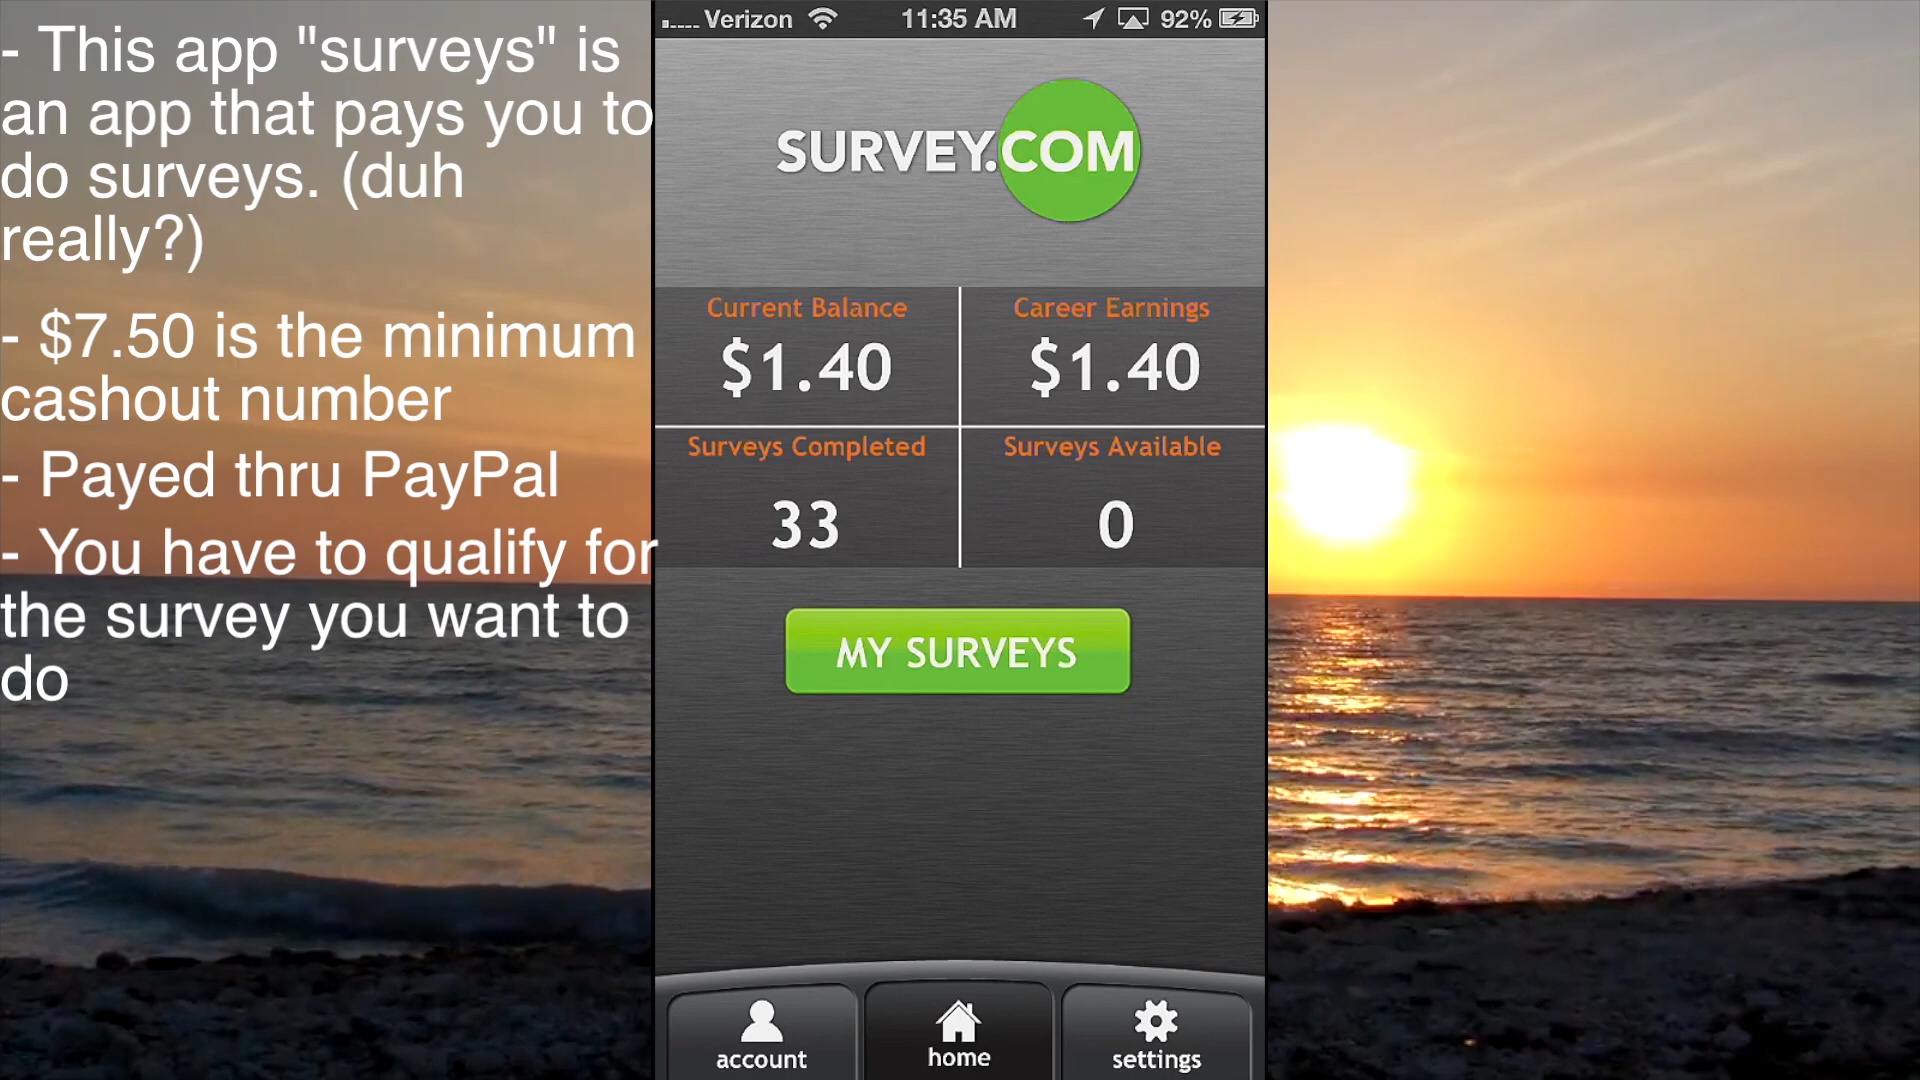 - This app "surveys" is
an app that pays you to
do surveys. (duh
really?)
- $7.50 is the minimum
cashout number
- Payed thru PayPal
- You have to qualify for
the survey you want to
do
Verizon 11:35 AM 92%
SURVEY.COM
Current Balance Career Earnings
$1.40 $1.40
Surveys Completed Surveys Available
33 0
MY SURVEYS
account home settings